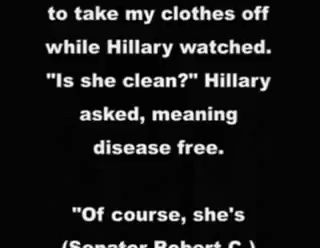 to take my clothes off
while Hillary watched.
"Is she clean?" Hillary
asked, meaning
disease free.
"Of course, she's
(Senator Robert C.)